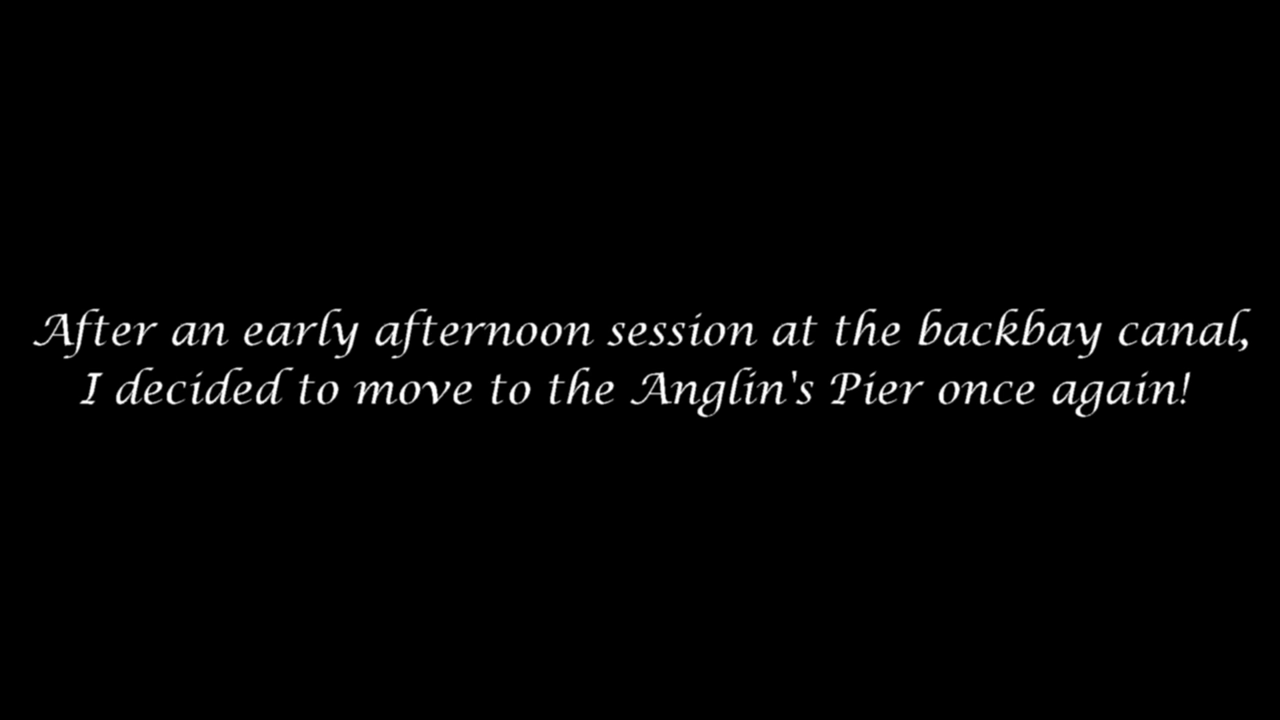 After an early afternoon session at the backbay canal,
I decided to move to the Anglin's Pier once again!